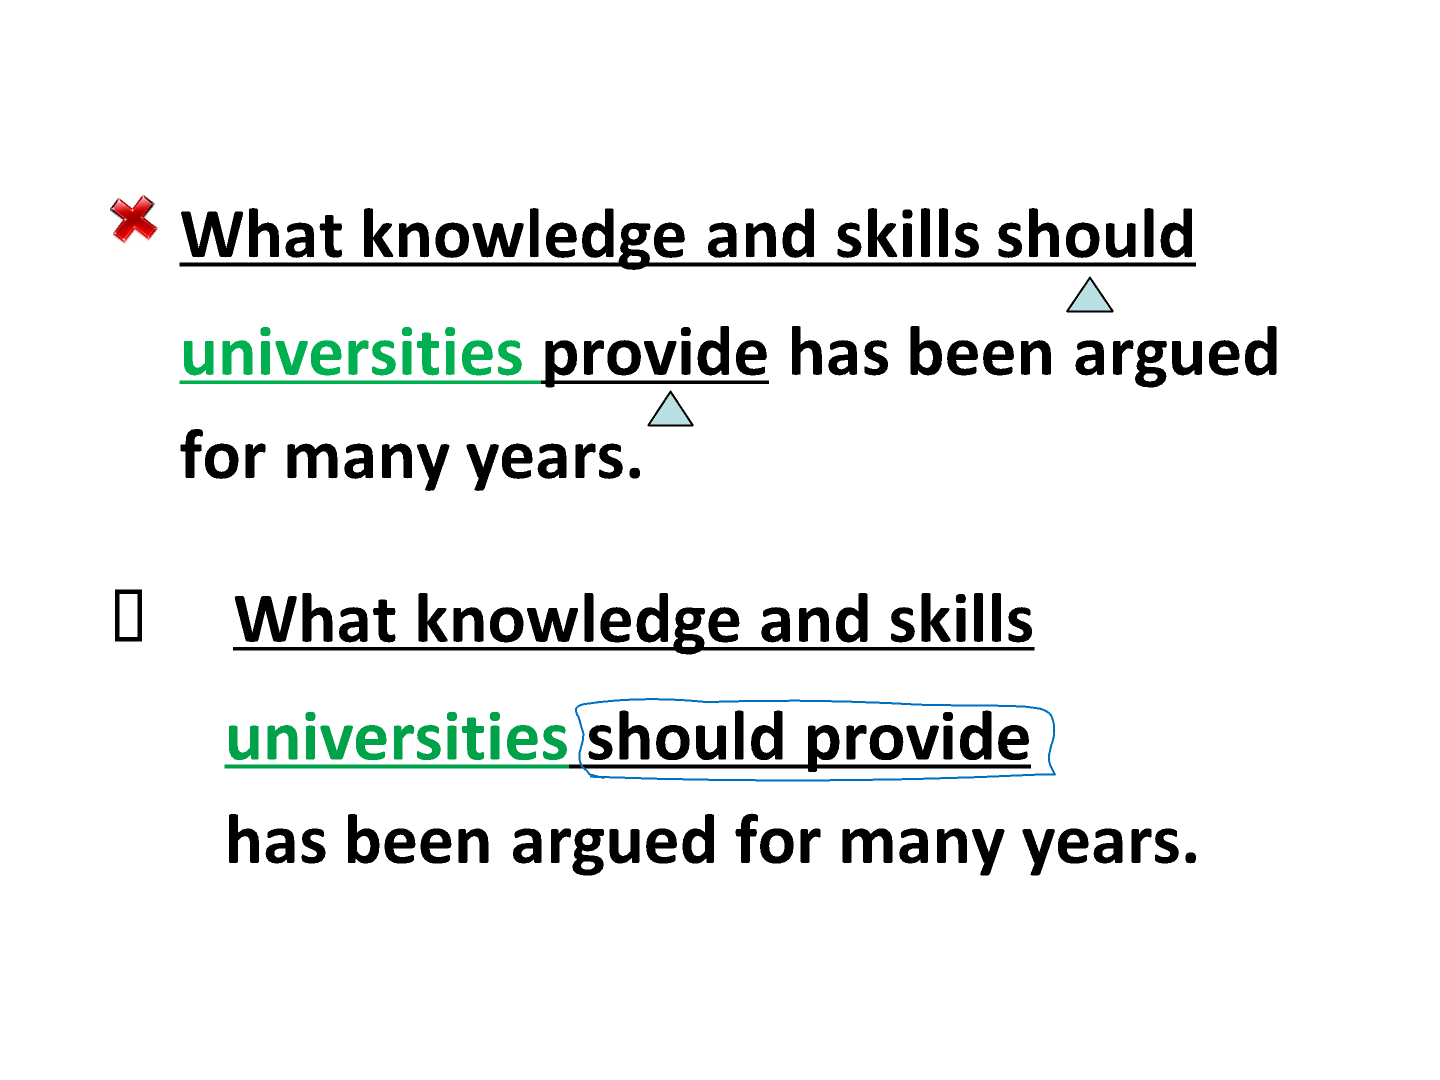 What knowledge and skills should
universities provide has been argued
for many years.
What knowledge and skills
universities should provide
has been argued for many years.